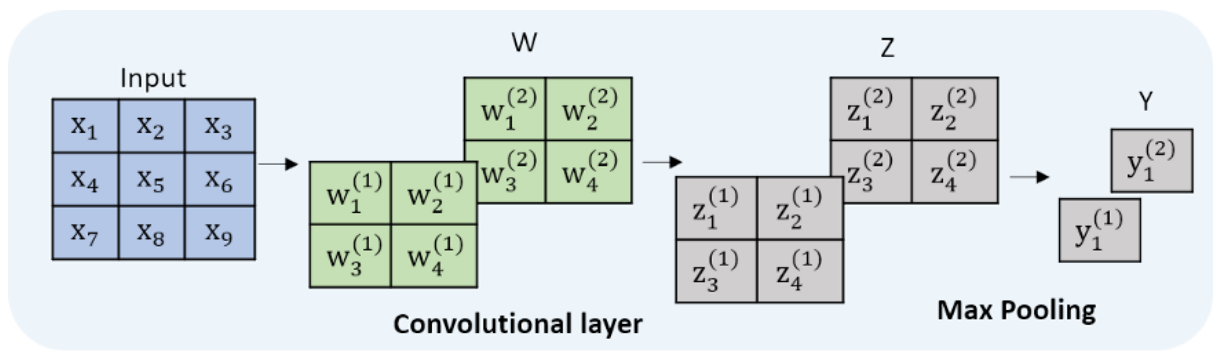 Input
x₁ x₂ x₃
x₄ x₅ x₆
x₇ x₈ x₉
W
w₁⁽²⁾ w₂⁽²⁾
w₃⁽²⁾ w₄⁽²⁾
w₁⁽¹⁾ w₂⁽¹⁾
w₃⁽¹⁾ w₄⁽¹⁾
Convolutional layer
Z
z₁⁽²⁾ z₂⁽²⁾
z₃⁽²⁾ z₄⁽²⁾
z₁⁽¹⁾ z₂⁽¹⁾
z₃⁽¹⁾ z₄⁽¹⁾
Y
y₁⁽²⁾
y₁⁽¹⁾
Max Pooling